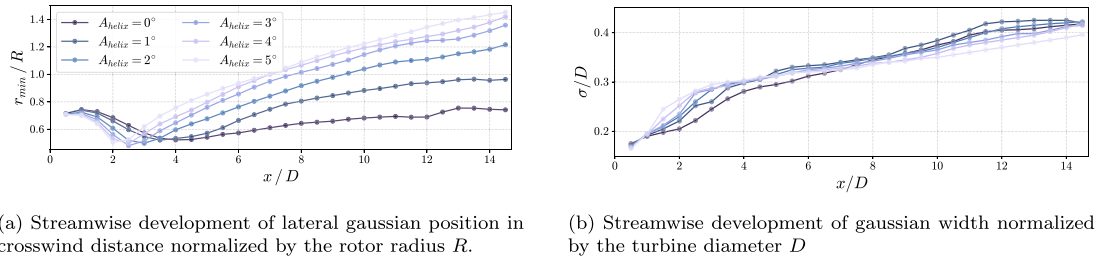 1.4
1.2
1.0
0.8
0.6
r_min / R
A_helix = 0°
A_helix = 1°
A_helix = 2°
A_helix = 3°
A_helix = 4°
A_helix = 5°
0 2 4 6 8 10 12 14
x / D
0.4
0.3
0.2
σ/D
0 2 4 6 8 10 12 14
x/D
(a) Streamwise development of lateral gaussian position in
crosswind distance normalized by the rotor radius R.
(b) Streamwise development of gaussian width normalized
by the turbine diameter D